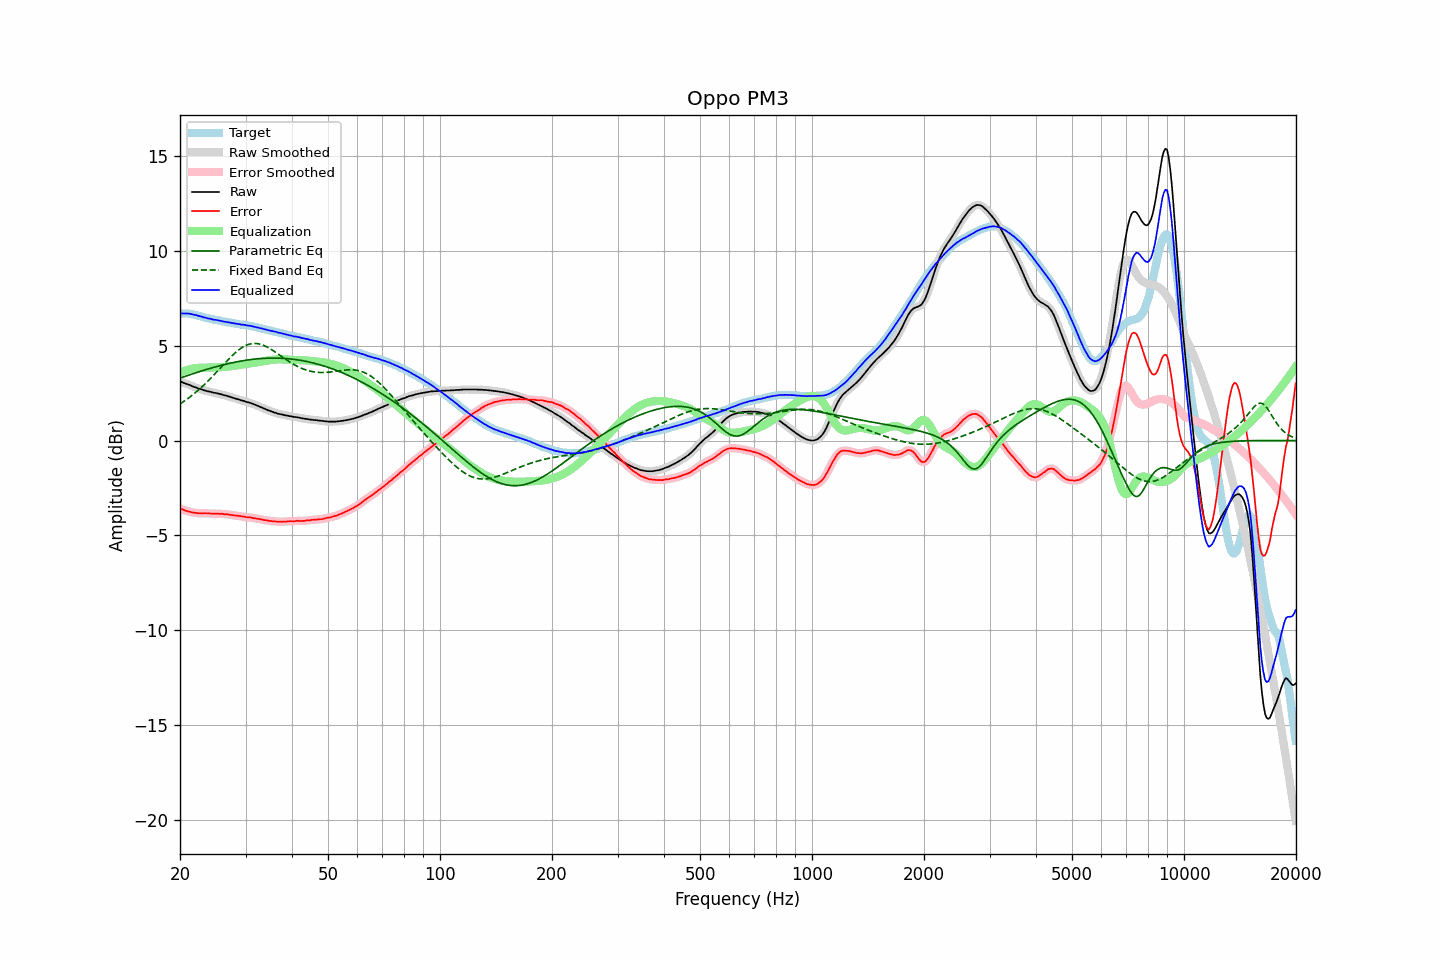 Oppo PM3
Target
Raw Smoothed
Error Smoothed
Raw
Error
Equalization
Parametric Eq
Fixed Band Eq
Equalized
15
10
5
0
−5
−10
−15
−20
Amplitude (dBr)
20 50 100 200 500 1000 2000 5000 10000 20000
Frequency (Hz)